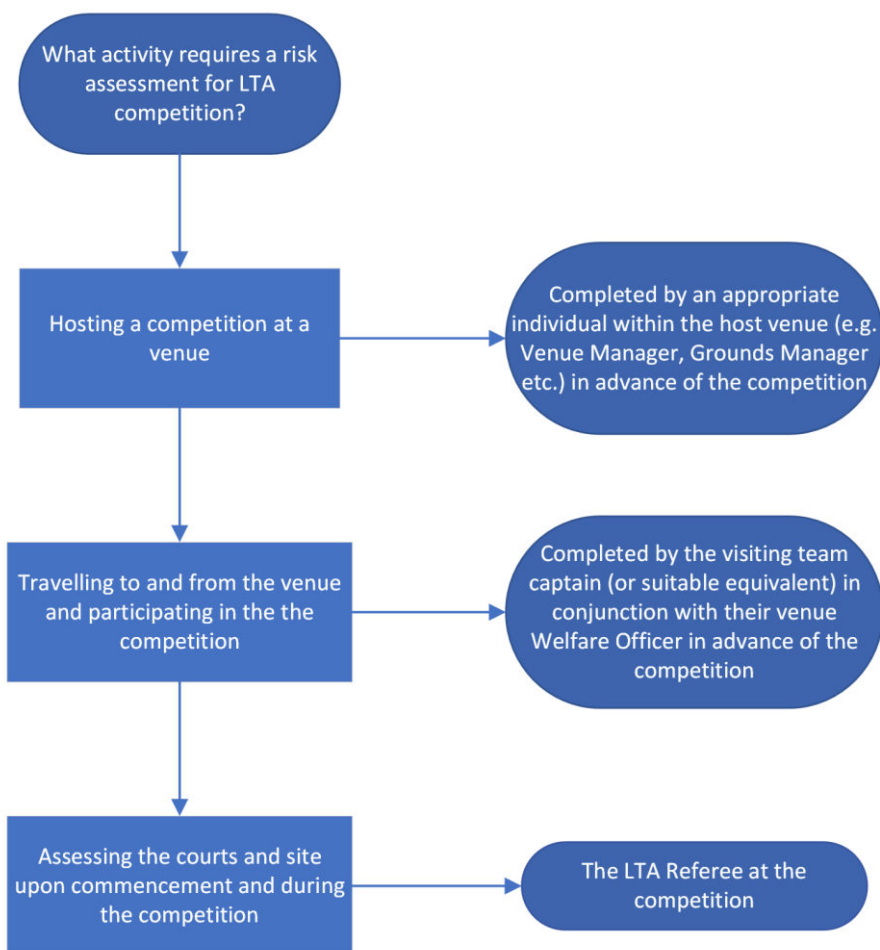 What activity requires a risk
assessment for LTA
competition?
Hosting a competition at a
venue
Completed by an appropriate
individual within the host venue (e.g.
Venue Manager, Grounds Manager
etc.) in advance of the competition
Travelling to and from the venue
and participating in the the
competition
Completed by the visiting team
captain (or suitable equivalent) in
conjunction with their venue
Welfare Officer in advance of the
competition
Assessing the courts and site
upon commencement and during
the competition
The LTA Referee at the
competition